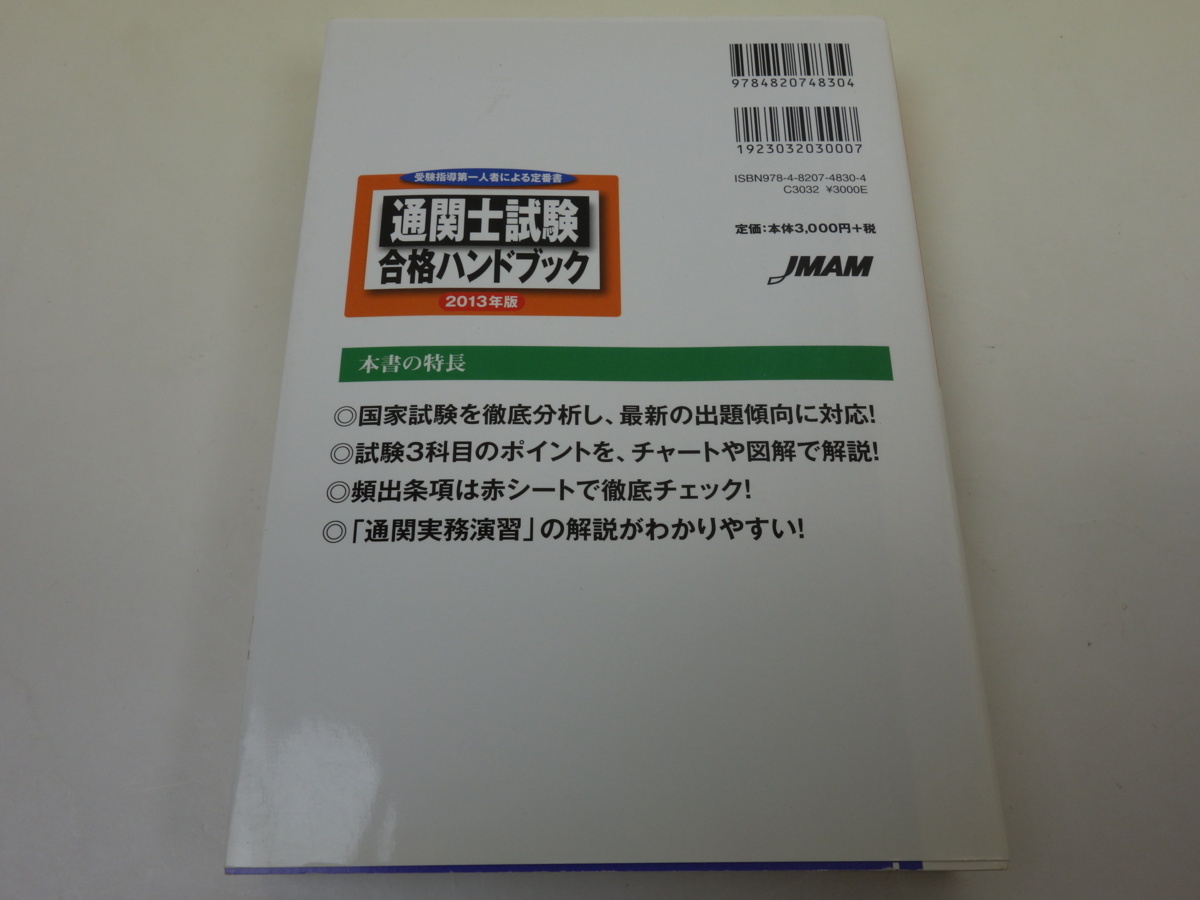 9784820748304
1923032030007
ISBN978-4-8207-4830-4
C3032 ¥3000E
定価:本体3,000円+税
JMAM
受験指導第一人者による定番書
通関士試験
合格ハンドブック
2013年版
本書の特長
◎国家試験を徹底分析し、最新の出題傾向に対応!
◎試験3科目のポイントを、チャートや図解で解説!
◎頻出条項は赤シートで徹底チェック!
◎「通関実務演習」の解説がわかりやすい!